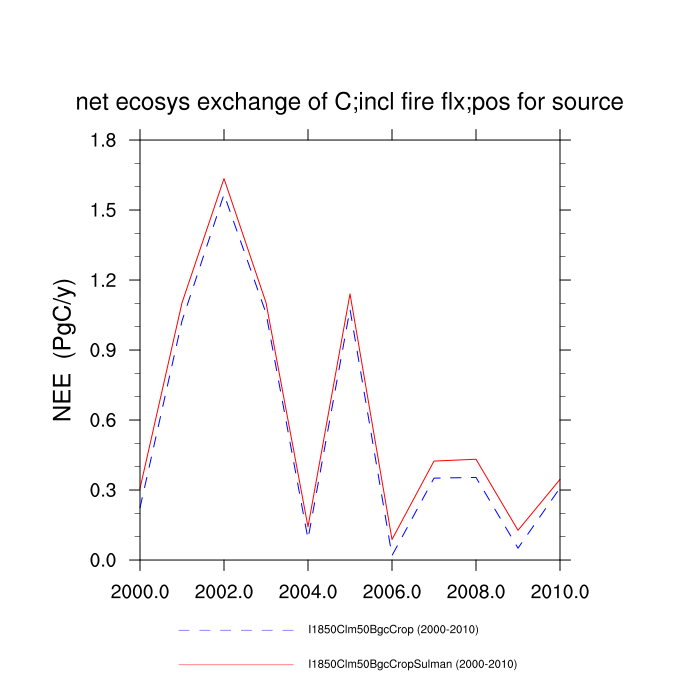 net ecosys exchange of C;incl fire flx;pos for source
1.8
1.5
1.2
0.9
0.6
0.3
0.0
NEE (PgC/y)
2000.0 2002.0 2004.0 2006.0 2008.0 2010.0
I1850Clm50BgcCrop (2000-2010)
I1850Clm50BgcCropSulman (2000-2010)